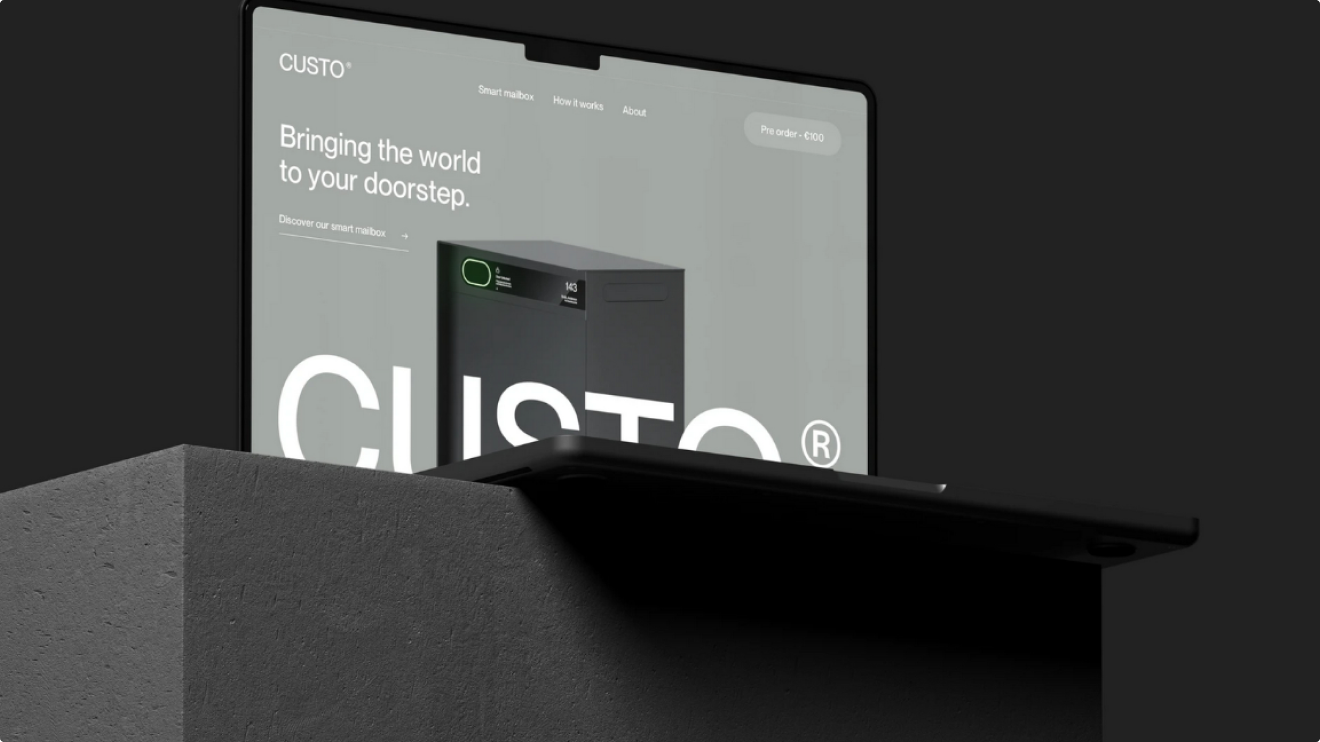 CUSTO®
Smart mailbox
How it works
About
Pre order - €100
Bringing the world
to your doorstep.
Discover our smart mailbox →
143
CUSTO®